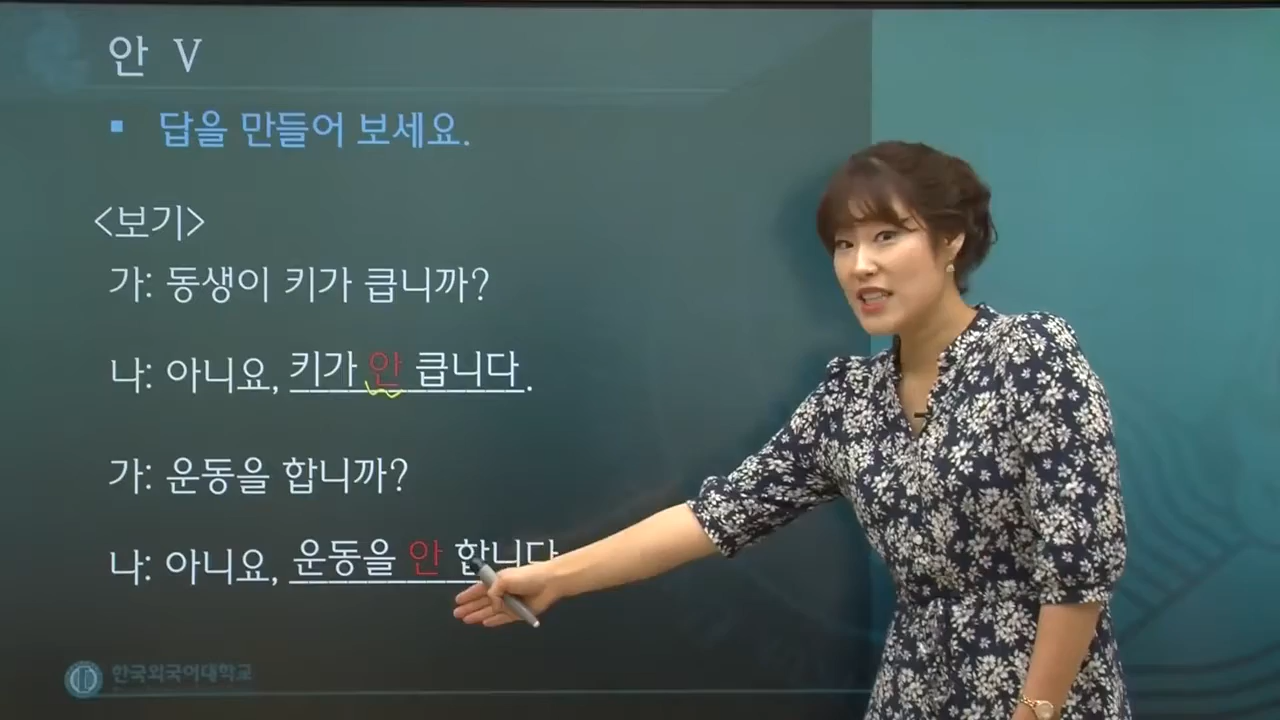 안 V
▪ 답을 만들어 보세요.
<보기>
가: 동생이 키가 큽니까?
나: 아니요, 키가 안 큽니다.
가: 운동을 합니까?
나: 아니요, 운동을 안 합니다
한국외국어대학교